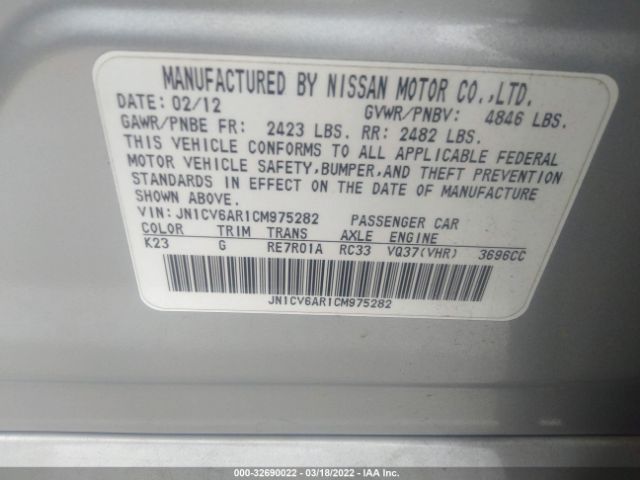 MANUFACTURED BY NISSAN MOTOR CO.,LTD.
DATE: 02/12 GVWR/PNBV: 4846 LBS.
GAWR/PNBE FR: 2423 LBS. RR: 2482 LBS.
THIS VEHICLE CONFORMS TO ALL APPLICABLE FEDERAL
MOTOR VEHICLE SAFETY,BUMPER,AND THEFT PREVENTION
STANDARDS IN EFFECT ON THE DATE OF MANUFACTURE
SHOWN ABOVE.
VIN: JN1CV6AR1CM975282 PASSENGER CAR
COLOR TRIM TRANS AXLE ENGINE
K23 G RE7R01A RC33 VQ37(VHR) 3696CC
JN1CV6AR1CM975282
000-32690022 - 03/18/2022 - IAA Inc.